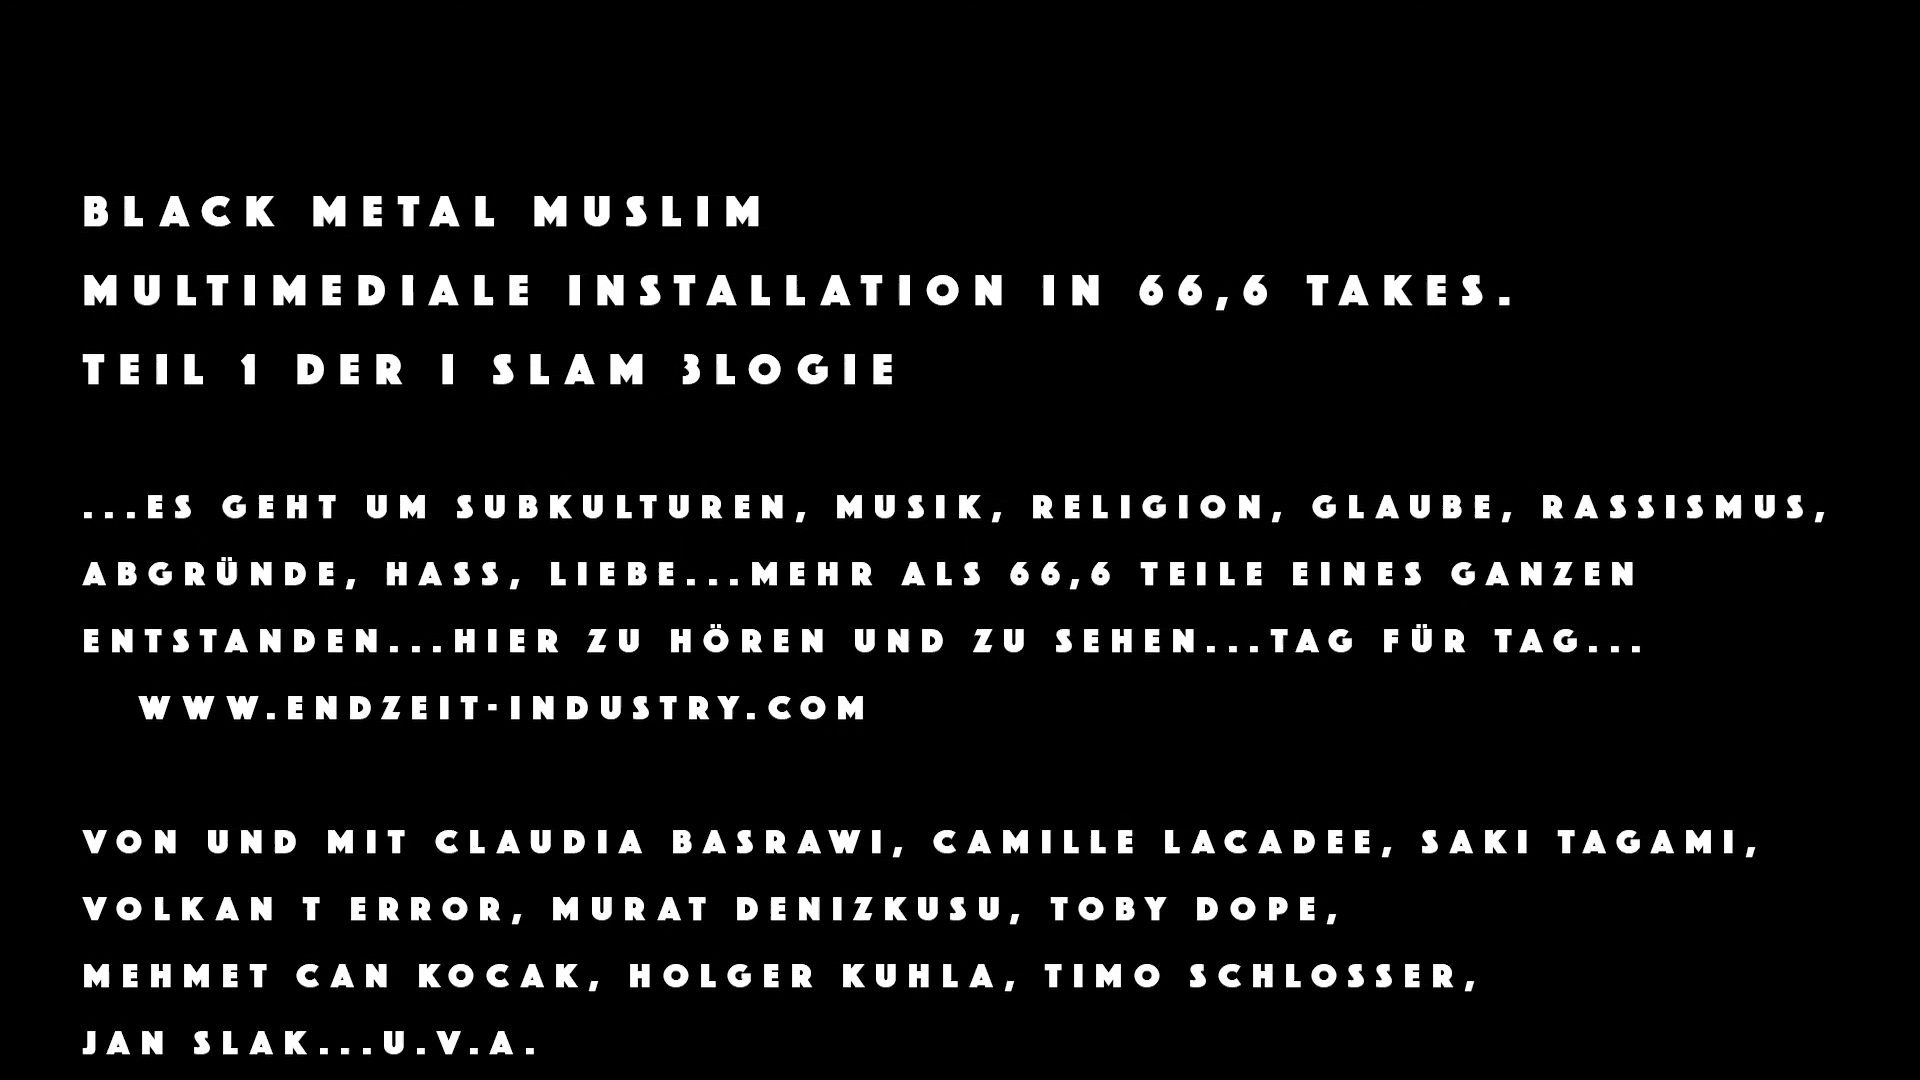 BLACK METAL MUSLIM
MULTIMEDIALE INSTALLATION IN 66,6 TAKES.
TEIL 1 DER I SLAM 3LOGIE
...ES GEHT UM SUBKULTUREN, MUSIK, RELIGION, GLAUBE, RASSISMUS,
ABGRÜNDE, HASS, LIEBE...MEHR ALS 66,6 TEILE EINES GANZEN
ENTSTANDEN...HIER ZU HÖREN UND ZU SEHEN...TAG FÜR TAG...
WWW.ENDZEIT-INDUSTRY.COM
VON UND MIT CLAUDIA BASRAWI, CAMILLE LACADEE, SAKI TAGAMI,
VOLKAN T ERROR, MURAT DENIZKUSU, TOBY DOPE,
MEHMET CAN KOCAK, HOLGER KUHLA, TIMO SCHLOSSER,
JAN SLAK...U.V.A.